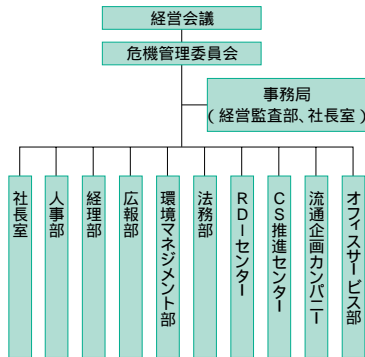 経営会議
危機管理委員会
事務局
(経営監査部、社長室)
社長室
人事部
経理部
広報部
環境マネジメント部
法務部
RDIセンター
CS推進センター
流通企画カンパニー
オフィスサービス部